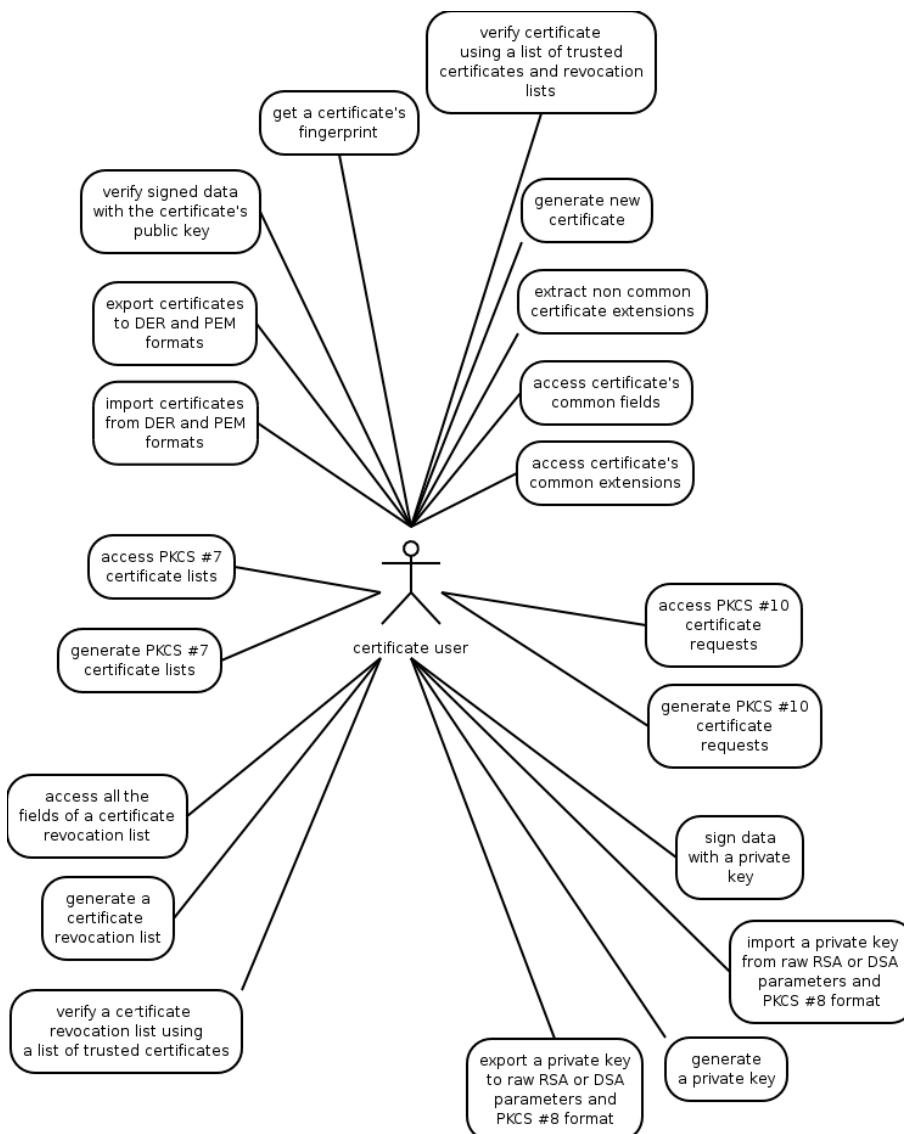 verify certificate
using a list of trusted
certificates and revocation
lists
get a certificate's
fingerprint
verify signed data
with the certificate's
public key
generate new
certificate
export certificates
to DER and PEM
formats
extract non common
certificate extensions
import certificates
from DER and PEM
formats
access certificate's
common fields
access certificate's
common extensions
access PKCS #7
certificate lists
generate PKCS #7
certificate lists
certificate user
access PKCS #10
certificate
requests
generate PKCS #10
certificate
requests
access all the
fields of a certificate
revocation list
generate a
certificate
revocation list
verify a certificate
revocation list using
a list of trusted certificates
sign data
with a private
key
import a private key
from raw RSA or DSA
parameters and
PKCS #8 format
generate
a private key
export a private key
to raw RSA or DSA
parameters and
PKCS #8 format